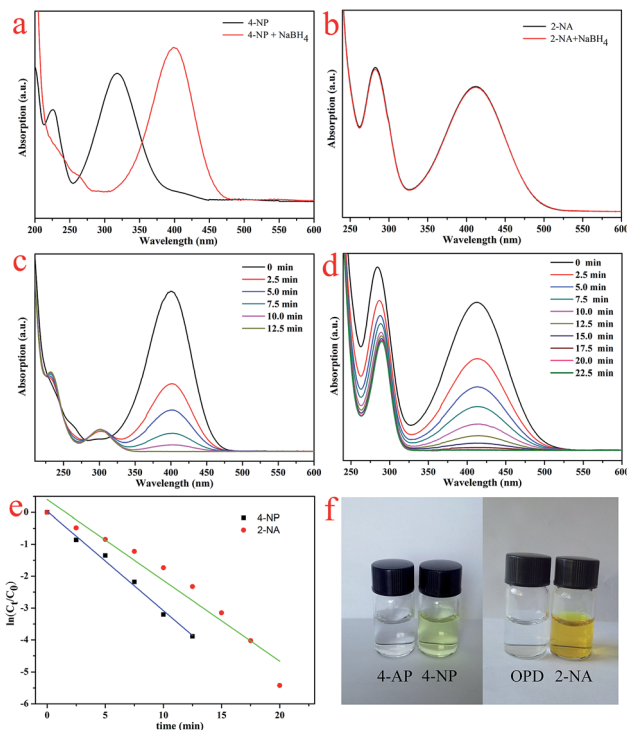 a
4-NP
4-NP + NaBH4
Absorption (a.u.)
200 250 300 350 400 450 500 550 600
Wavelength (nm)
b
2-NA
2-NA+NaBH4
Absorption (a.u.)
250 300 350 400 450 500 550 600
Wavelength (nm)
c
0 min
2.5 min
5.0 min
7.5 min
10.0 min
12.5 min
Absorption (a.u.)
250 300 350 400 450 500 550 600
Wavelength (nm)
d
0 min
2.5 min
5.0 min
7.5 min
10.0 min
12.5 min
15.0 min
17.5 min
20.0 min
22.5 min
Absorption (a.u.)
250 300 350 400 450 500 550 600
Wavelength (nm)
e
4-NP
2-NA
ln(Ct/C0)
1
0
-1
-2
-3
-4
-5
-6
0 5 10 15 20
time (min)
f
4-AP 4-NP
OPD 2-NA